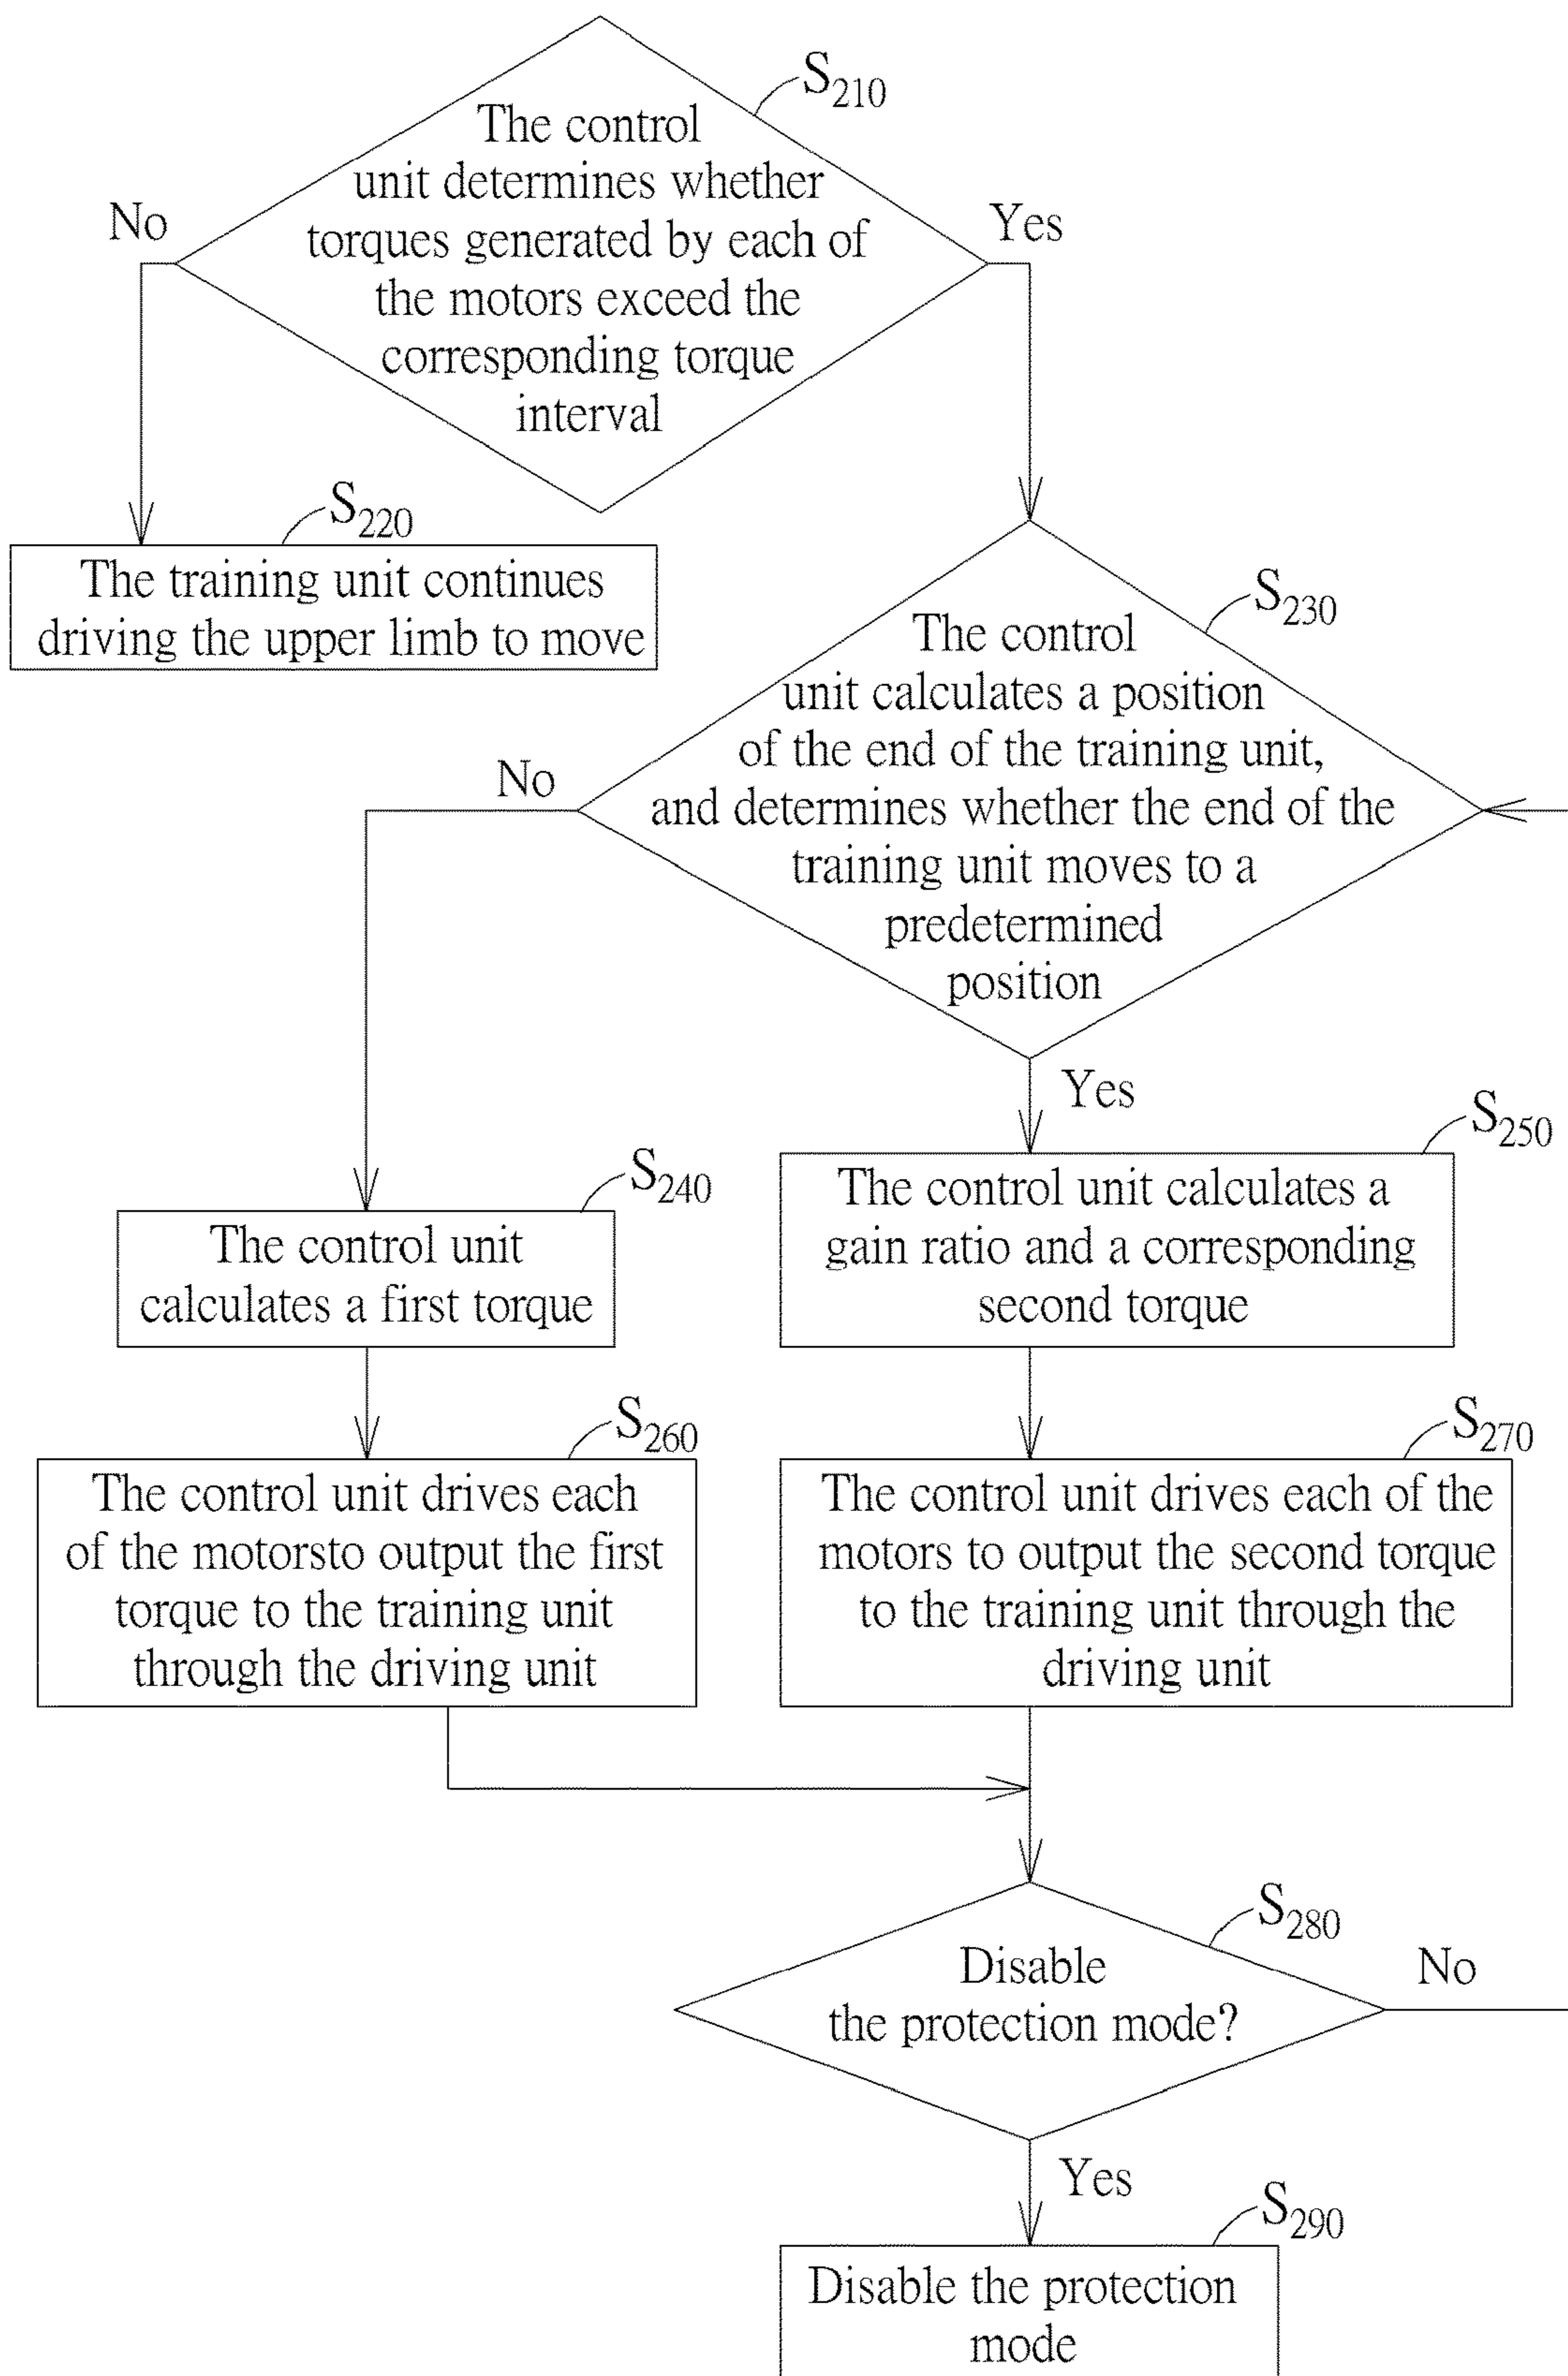 S210
The control
unit determines whether
torques generated by each of
the motors exceed the
corresponding torque
interval
No
Yes
S220
The training unit continues
driving the upper limb to move
S230
The control
unit calculates a position
of the end of the training unit,
and determines whether the end of the
training unit moves to a
predetermined
position
No
Yes
S240
The control unit
calculates a first torque
S250
The control unit calculates a
gain ratio and a corresponding
second torque
S260
The control unit drives each
of the motorsto output the first
torque to the training unit
through the driving unit
S270
The control unit drives each of the
motors to output the second torque
to the training unit through the
driving unit
S280
Disable
the protection mode?
No
Yes
S290
Disable the protection
mode